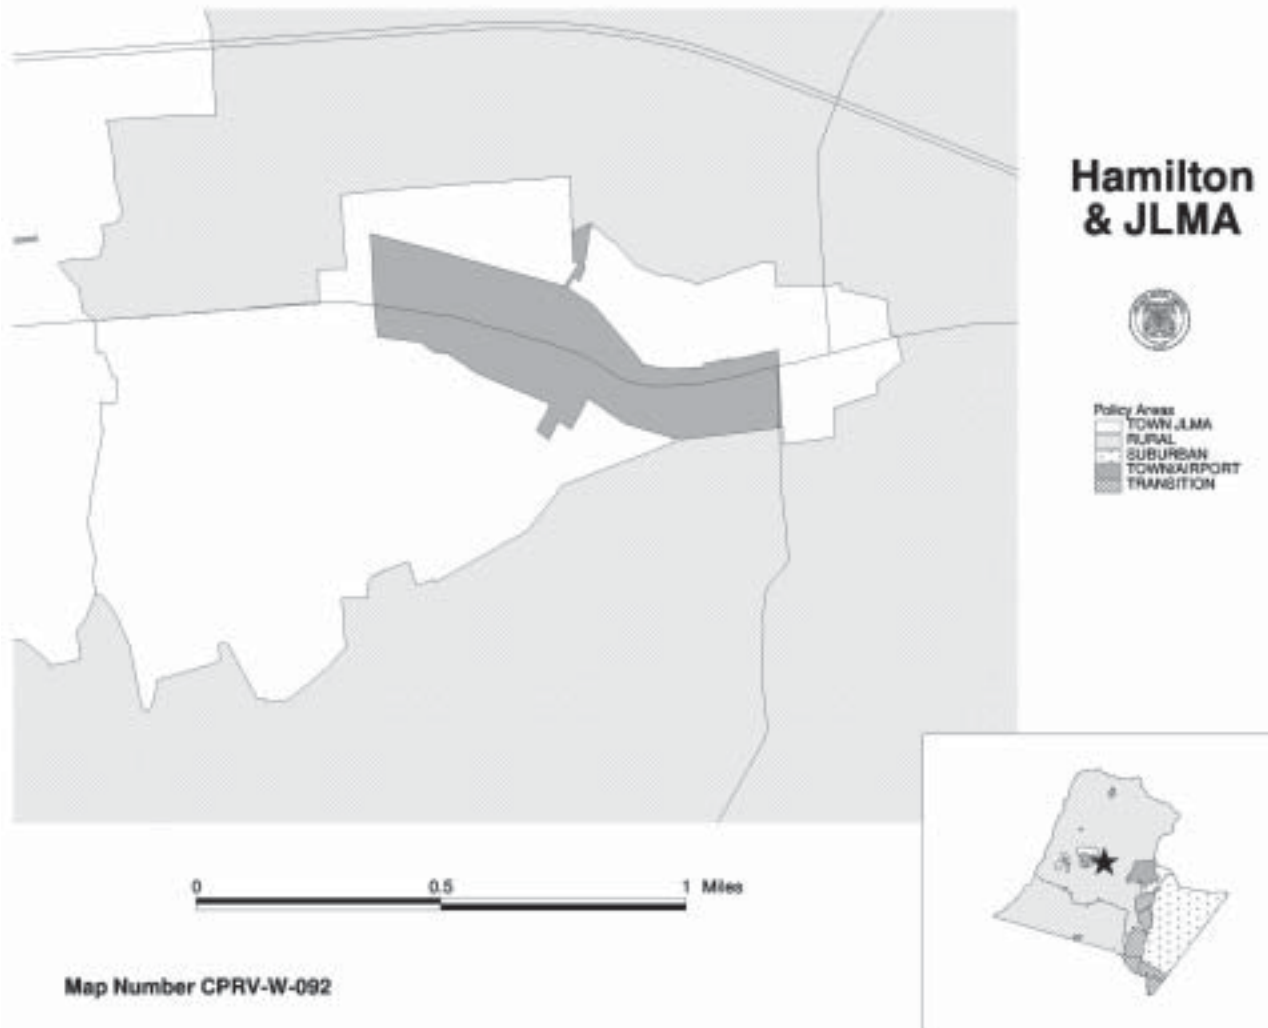 Hamilton
& JLMA
Policy Areas
TOWN JLMA
RURAL
SUBURBAN
TOWN/AIRPORT
TRANSITION
0 0.5 1 Miles
Map Number CPRV-W-092